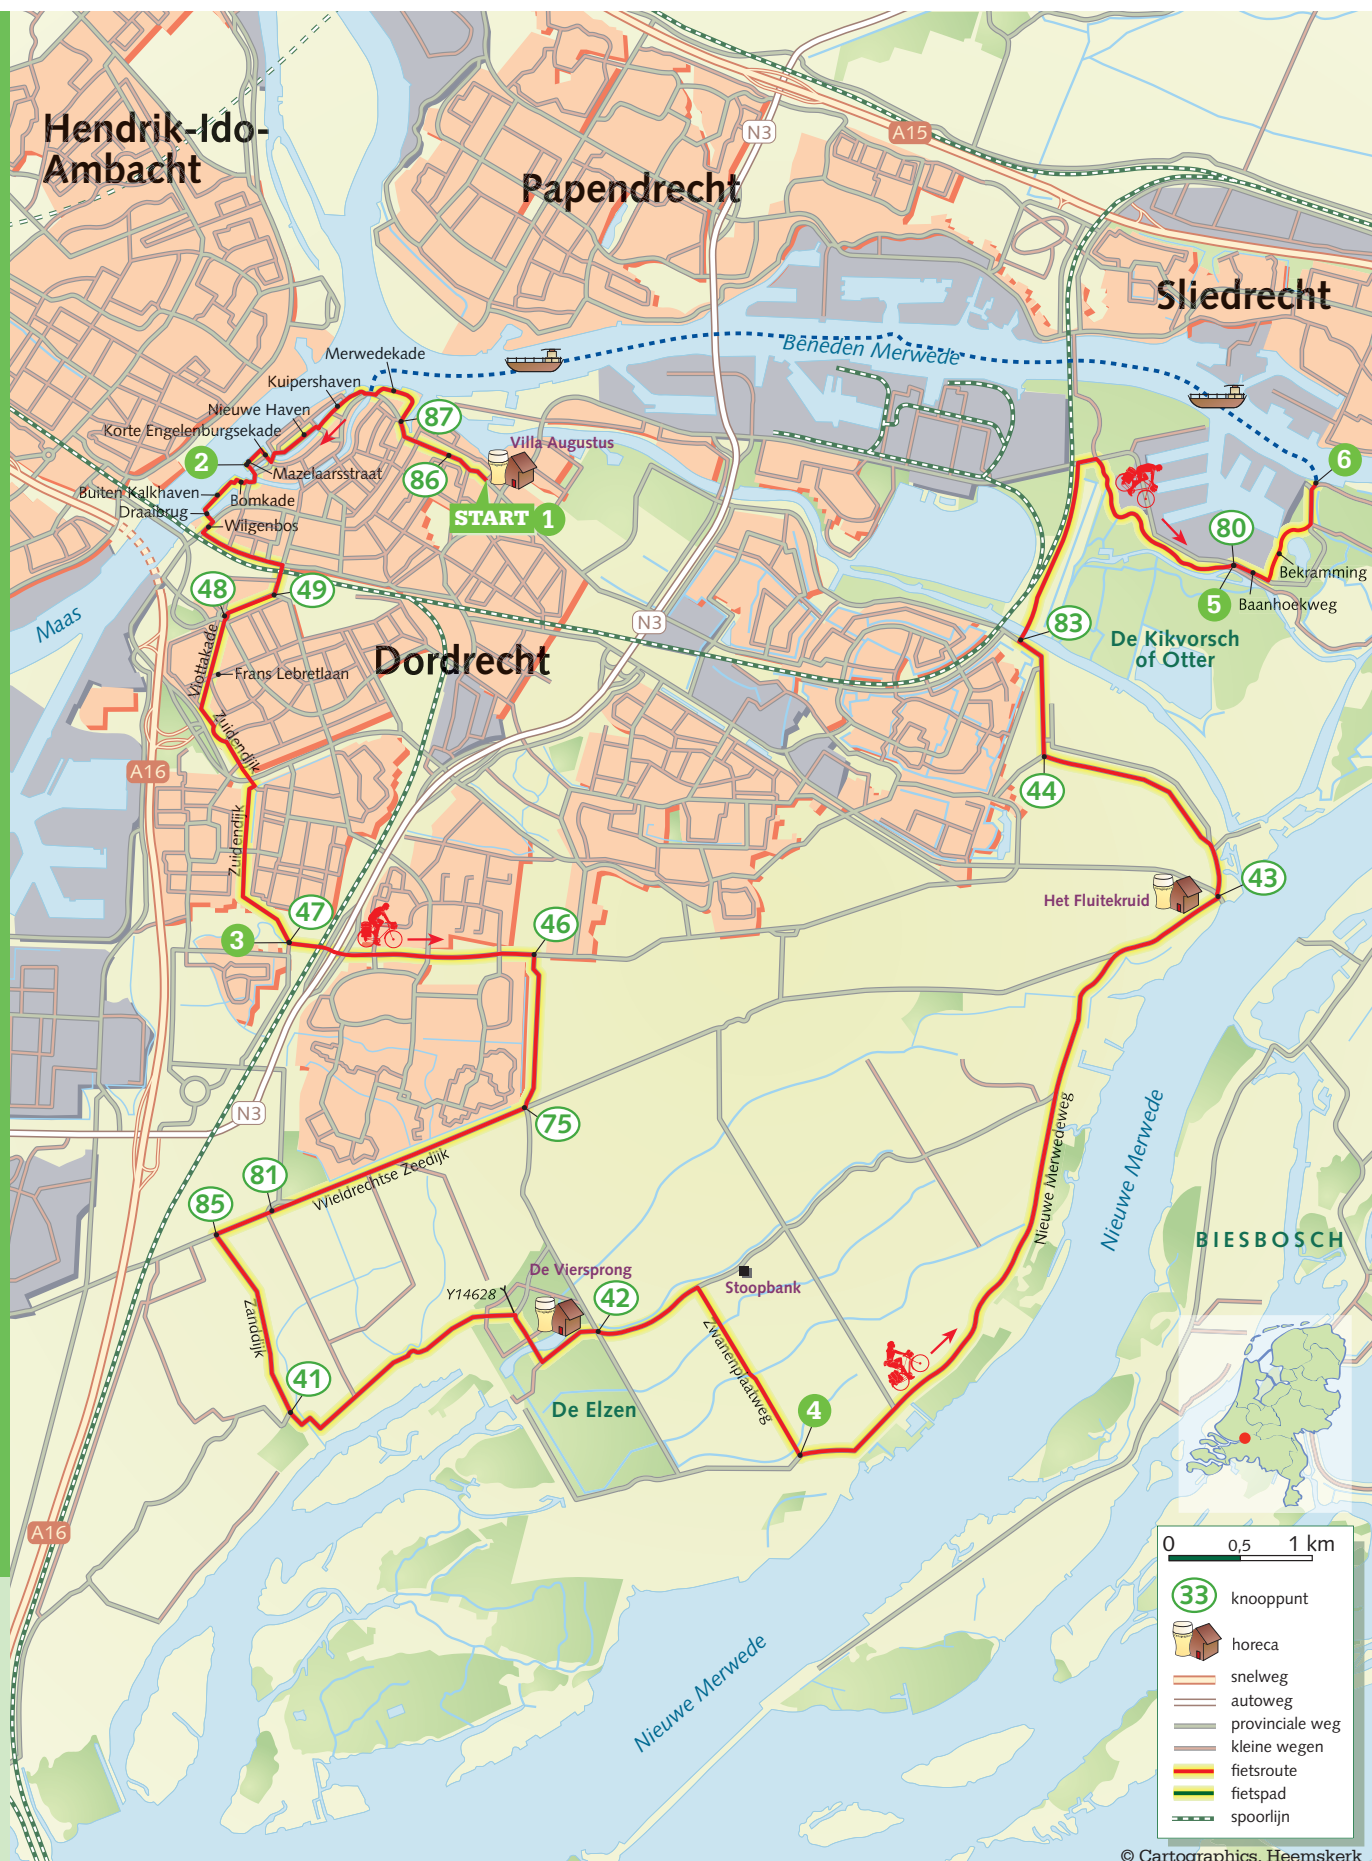 Hendrik-Ido-
Ambacht
Papendrecht
N3
A15
Sliedrecht
Beneden Merwede
Merwedekade
Kuipershaven
Nieuwe Haven
Korte Engelenburgsekade
87
Villa Augustus
2
Mazelaarsstraat
86
6
Buiten Kalkhaven
Bomkade
Draaibrug
Wilgenbos
START 1
80
Bekramming
5
Baanhoekweg
48
49
Maas
N3
83
De Kikvorsch
of Otter
Dordrecht
Viottakade
Frans Lebretlaan
Zuidendijk
A16
44
Zuidendijk
43
Het Fluitekruid
47
46
3
N3
75
Nieuwe Merwedeweg
Nieuwe Merwede
81
Wieldrechtse Zeedijk
85
BIESBOSCH
De Viersprong
Stoopbank
Y14628
42
Zanddijk
Zwanenplaatweg
41
De Elzen
4
A16
Nieuwe Merwede
0 0,5 1 km
33 knooppunt
horeca
snelweg
autoweg
provinciale weg
kleine wegen
fietsroute
fietspad
spoorlijn
© Cartographics, Heemskerk